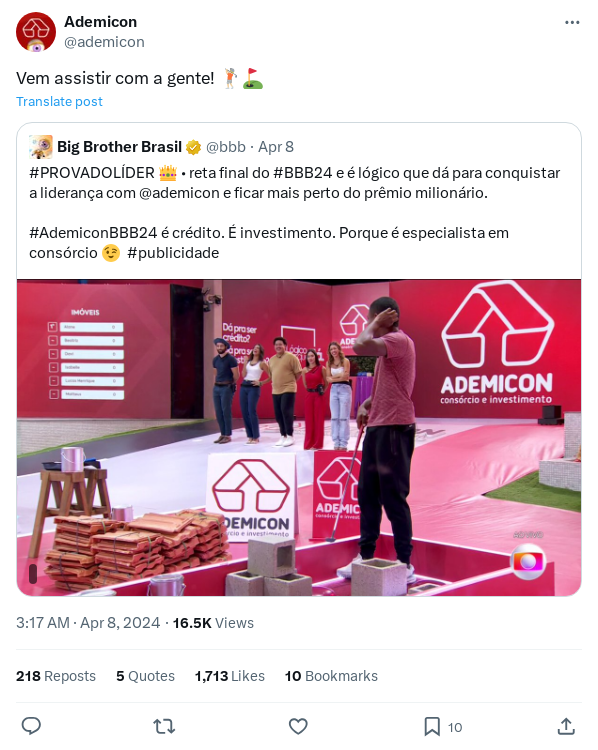 Ademicon
@ademicon
Vem assistir com a gente! 🏌🏻⛳
Translate post
Big Brother Brasil @bbb · Apr 8
#PROVADOLÍDER 👑 • reta final do #BBB24 e é lógico que dá para conquistar
a liderança com @ademicon e ficar mais perto do prêmio milionário.
#AdemiconBBB24 é crédito. É investimento. Porque é especialista em
consórcio 😉 #publicidade
IMÓVEIS
Dá pra ser
crédito?
ADEMICON
consórcio e investimento
ADEMICON
AO VIVO
3:17 AM · Apr 8, 2024 · 16.5K Views
218 Reposts 5 Quotes 1,713 Likes 10 Bookmarks
10